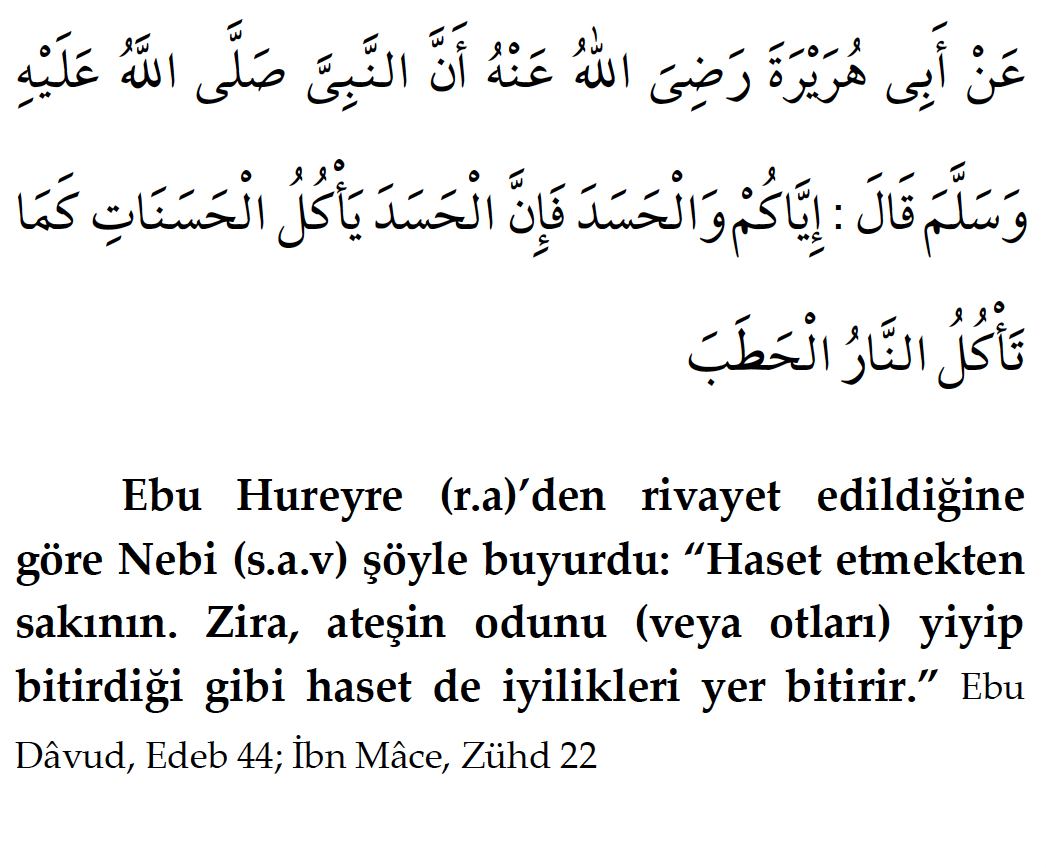 عَنْ أَبِى هُرَيْرَةَ رَضِىَ اللهُ عَنْهُ أَنَّ النَّبِىَّ صَلَّى اللَّهُ عَلَيْهِ
وَسَلَّمَ قَالَ : إِيَّاكُمْ وَالْحَسَدَ فَإِنَّ الْحَسَدَ يَأْكُلُ الْحَسَنَاتِ كَمَا
تَأْكُلُ النَّارُ الْحَطَبَ
Ebu Hureyre (r.a)’den rivayet edildiğine
göre Nebi (s.a.v) şöyle buyurdu: “Haset etmekten
sakının. Zira, ateşin odunu (veya otları) yiyip
bitirdiği gibi haset de iyilikleri yer bitirir.” Ebu
Dâvud, Edeb 44; İbn Mâce, Zühd 22